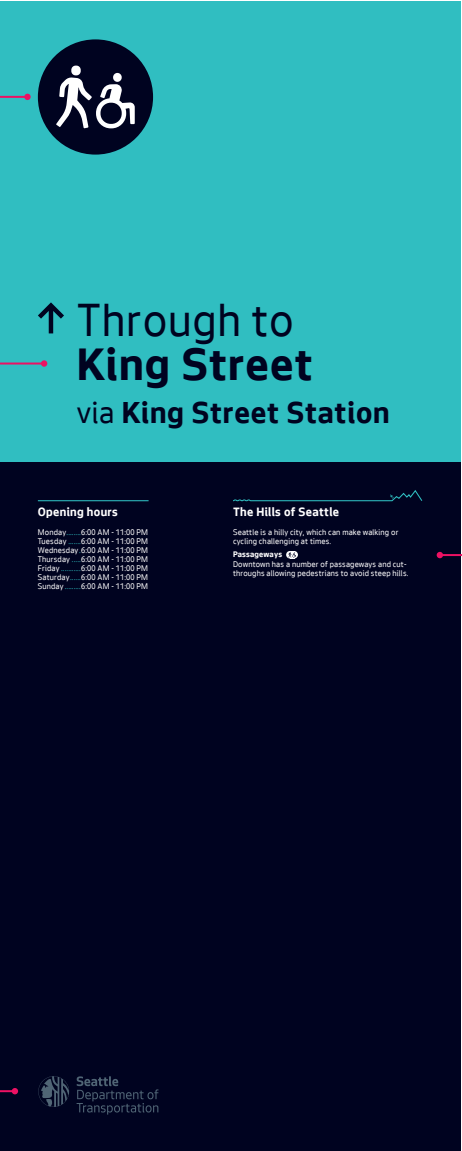 ↑ Through to
King Street
via King Street Station
Opening hours
Monday.......6:00 AM - 11:00 PM
Tuesday ......6:00 AM - 11:00 PM
Wednesday.6:00 AM - 11:00 PM
Thursday ....6:00 AM - 11:00 PM
Friday .........6:00 AM - 11:00 PM
Saturday.....6:00 AM - 11:00 PM
Sunday........6:00 AM - 11:00 PM
The Hills of Seattle
Seattle is a hilly city, which can make walking or
cycling challenging at times.
Passageways
Downtown has a number of passageways and cut-
throughs allowing pedestrians to avoid steep hills.
Seattle
Department of
Transportation